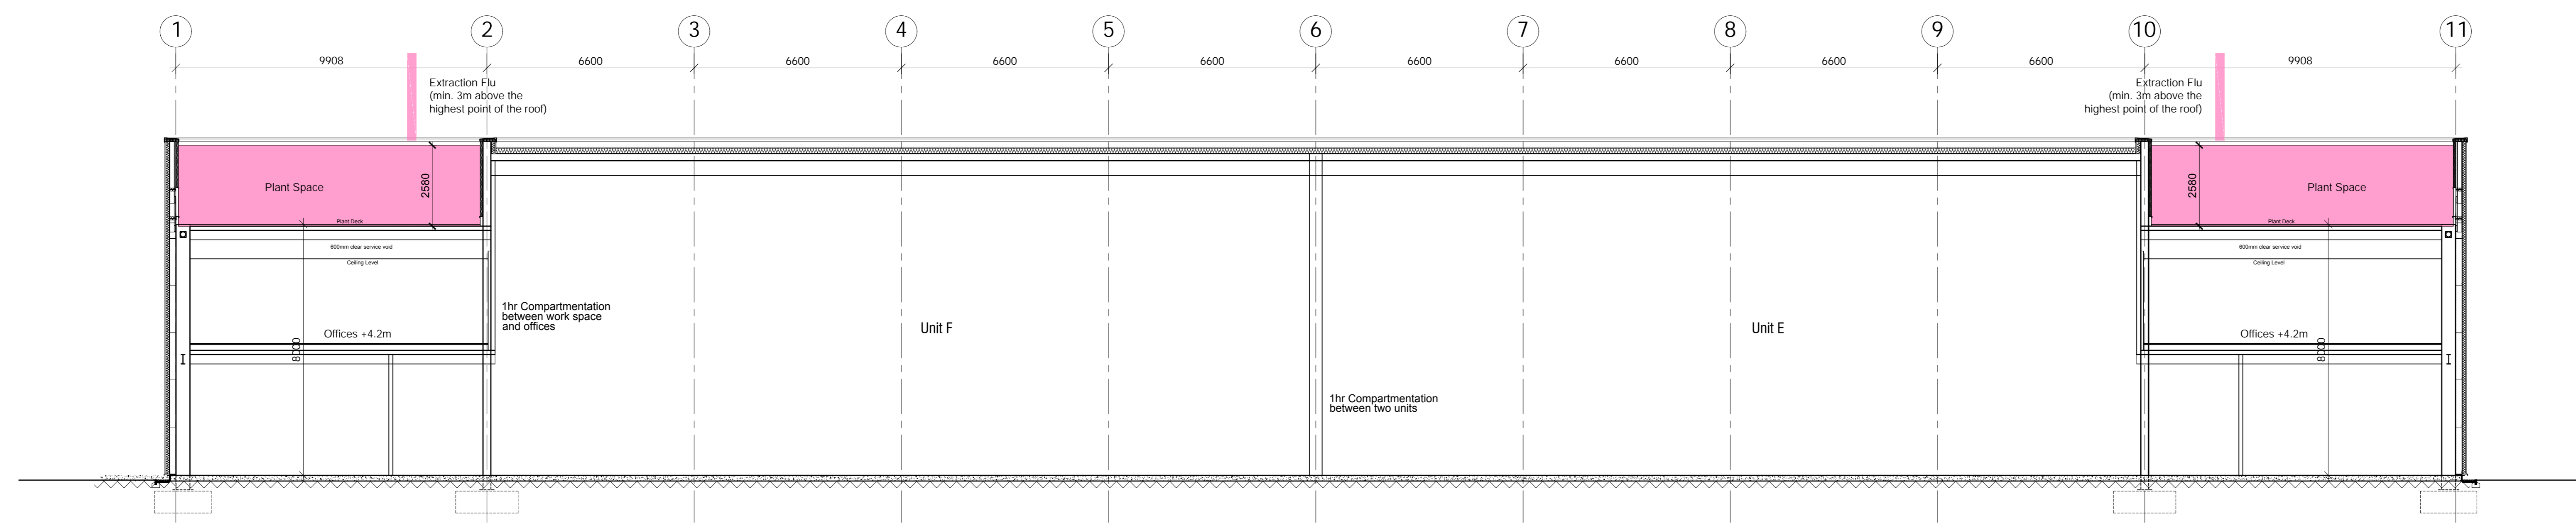 1 2 3 4 5 6 7 8 9 10 11
9908 6600 6600 6600 6600 6600 6600 6600 6600 9908
Extraction Flu
(min. 3m above the
highest point of the roof)
Extraction Flu
(min. 3m above the
highest point of the roof)
Plant Space
2580
Plant Deck
600mm clear service void
Ceiling Level
Offices +4.2m
8000
1hr Compartmentation
between work space
and offices
Unit F
1hr Compartmentation
between two units
Unit E
2580
Plant Space
Plant Deck
600mm clear service void
Ceiling Level
Offices +4.2m
8000